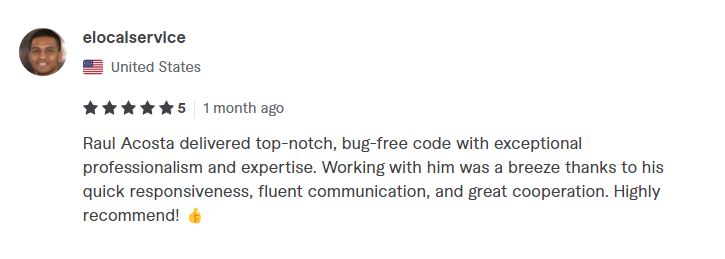 elocalservice
United States
★★★★★ 5 | 1 month ago
Raul Acosta delivered top-notch, bug-free code with exceptional
professionalism and expertise. Working with him was a breeze thanks to his
quick responsiveness, fluent communication, and great cooperation. Highly
recommend! 👍